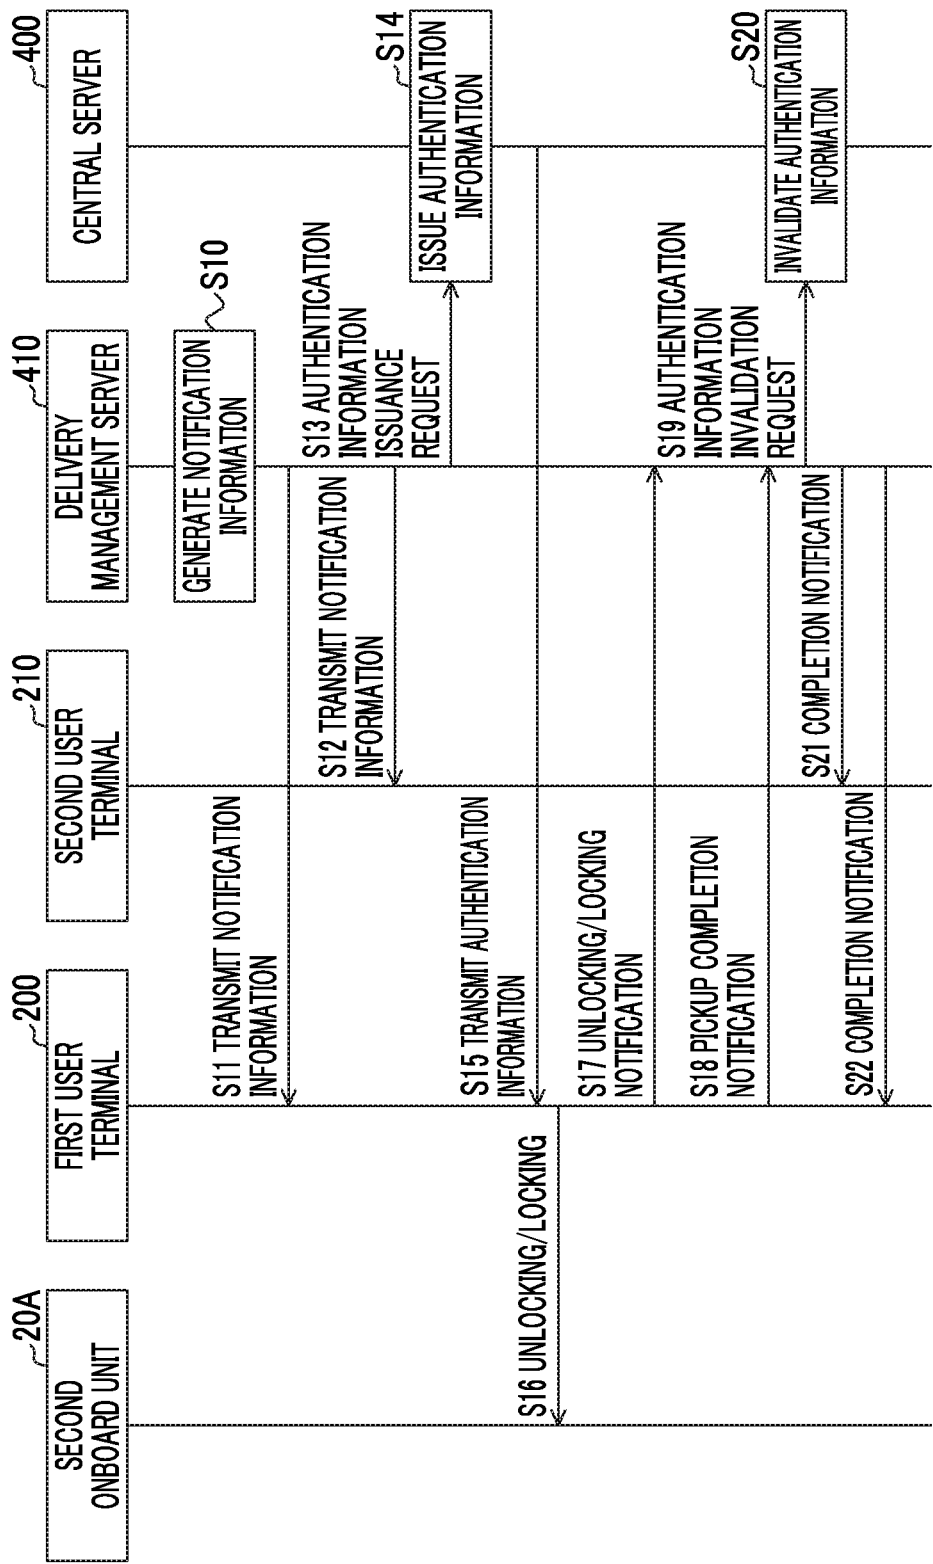 20A
SECOND
ONBOARD UNIT
200
FIRST USER
TERMINAL
210
SECOND USER
TERMINAL
410
DELIVERY
MANAGEMENT SERVER
400
CENTRAL SERVER
GENERATE NOTIFICATION
INFORMATION
S10
S11 TRANSMIT NOTIFICATION
INFORMATION
S12 TRANSMIT NOTIFICATION
INFORMATION
S13 AUTHENTICATION
INFORMATION
ISSUANCE
REQUEST
S14
ISSUE AUTHENTICATION
INFORMATION
S15 TRANSMIT AUTHENTICATION
INFORMATION
S16 UNLOCKING/LOCKING
S17 UNLOCKING/LOCKING
NOTIFICATION
S18 PICKUP COMPLETION
NOTIFICATION
S19 AUTHENTICATION
INFORMATION
INVALIDATION
REQUEST
S20
INVALIDATE AUTHENTICATION
INFORMATION
S21 COMPLETION NOTIFICATION
S22 COMPLETION NOTIFICATION